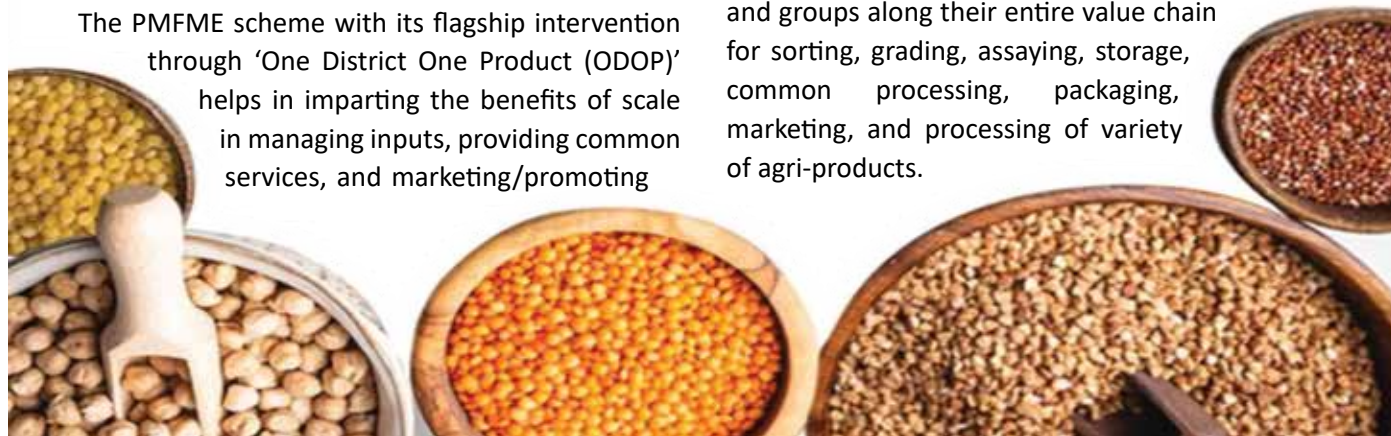 The PMFME scheme with its flagship intervention
through ‘One District One Product (ODOP)’
helps in imparting the benefits of scale
in managing inputs, providing common
services, and marketing/promoting
and groups along their entire value chain
for sorting, grading, assaying, storage,
common processing, packaging,
marketing, and processing of variety
of agri-products.